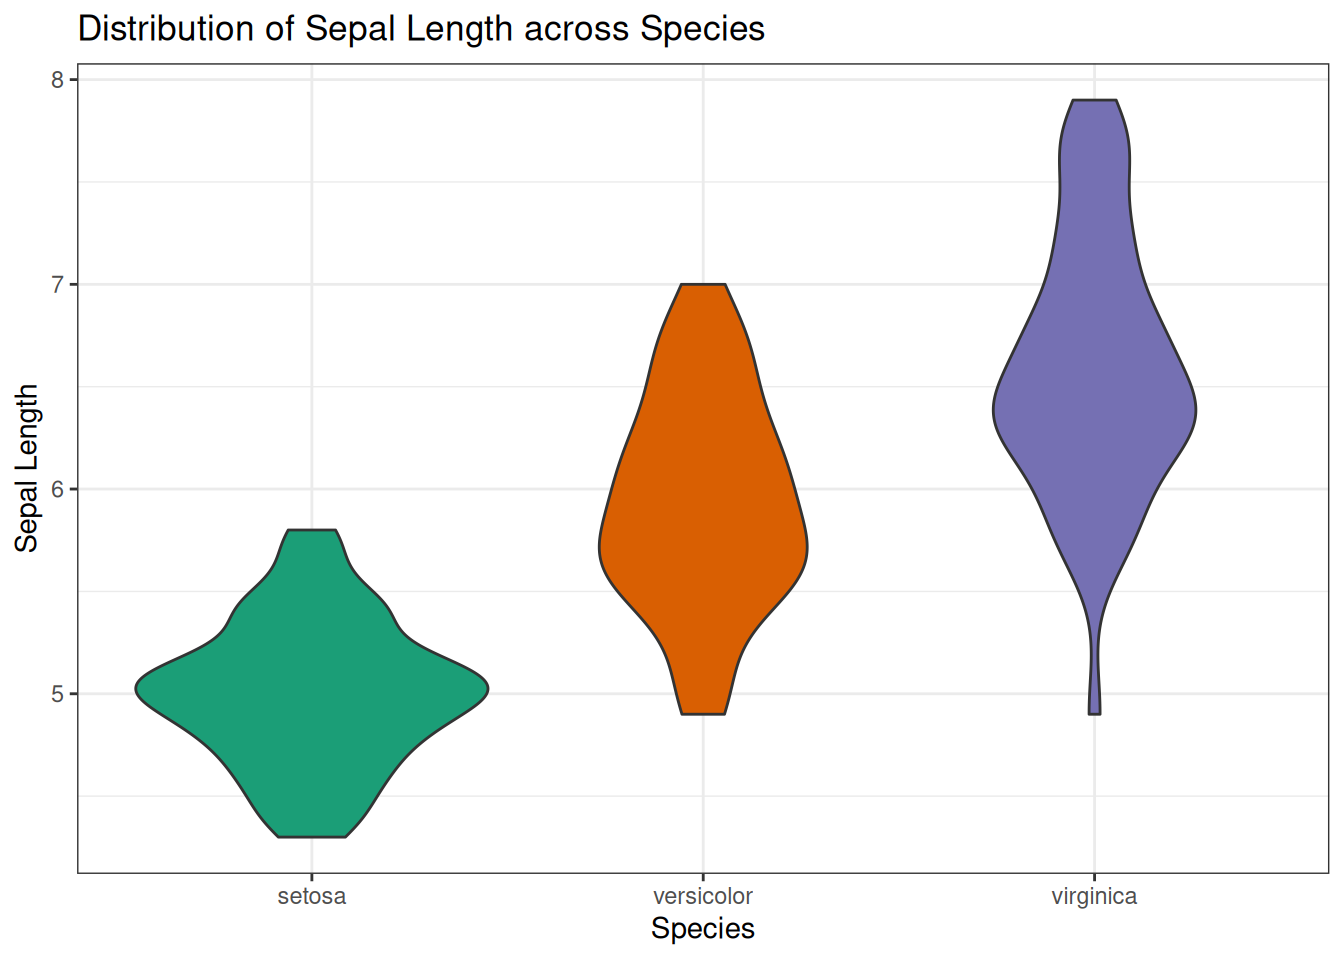 Distribution of Sepal Length across Species
8
7
6
5
Sepal Length
setosa versicolor virginica
Species